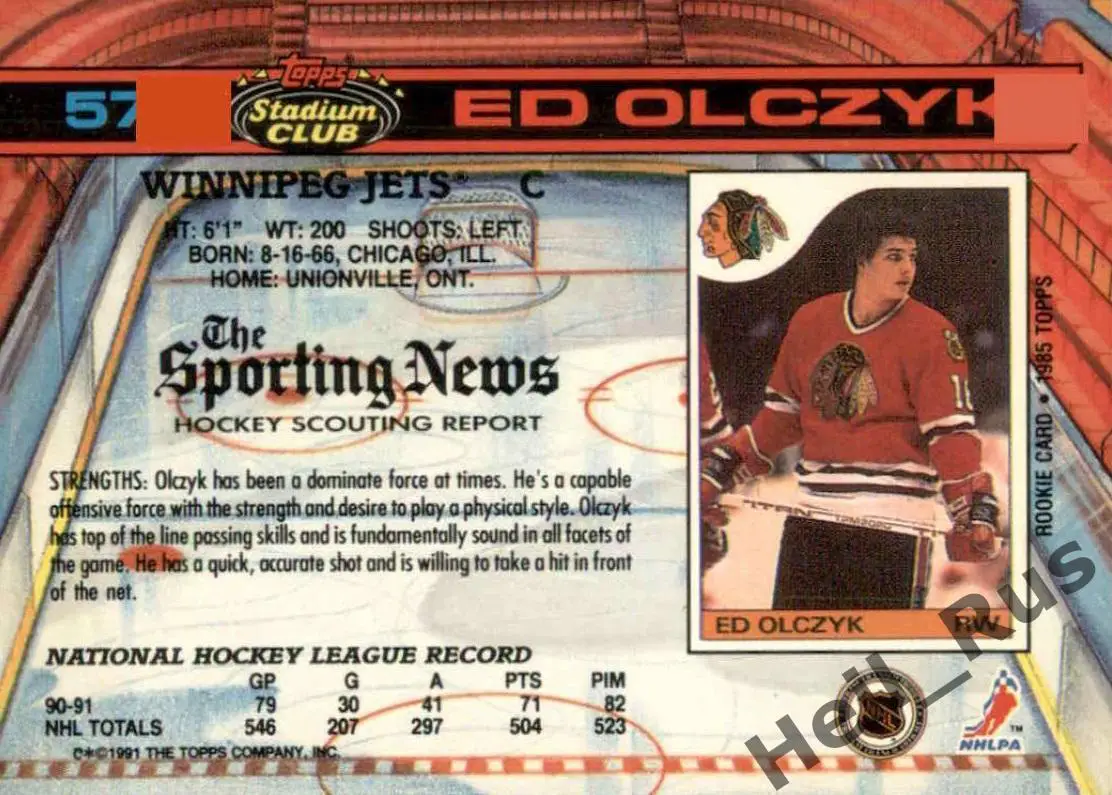 57
Topps
Stadium
CLUB
ED OLCZYK
WINNIPEG JETS C
HT: 6'1" WT: 200 SHOOTS: LEFT
BORN: 8-16-66, CHICAGO, ILL.
HOME: UNIONVILLE, ONT.
The
Sporting News
HOCKEY SCOUTING REPORT
STRENGTHS: Olczyk has been a dominate force at times. He's a capable
offensive force with the strength and desire to play a physical style. Olczyk
has top of the line passing skills and is fundamentally sound in all facets of
the game. He has a quick, accurate shot and is willing to take a hit in front
of the net.
NATIONAL HOCKEY LEAGUE RECORD
GP G A PTS PIM
90-91 79 30 41 71 82
NHL TOTALS 546 207 297 504 523
©1991 THE TOPPS COMPANY, INC.
16
TITAN
ED OLCZYK RW
ROOKIE CARD • 1985 TOPPS
NHL
NHLPA™
Heil_Rus